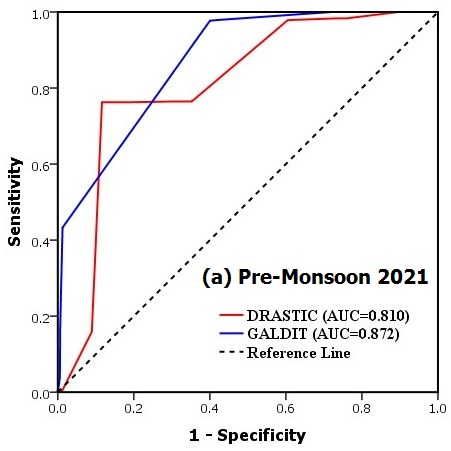 1.0
0.8
0.6
0.4
0.2
0.0
Sensitivity
(a) Pre-Monsoon 2021
DRASTIC (AUC=0.810)
GALDIT (AUC=0.872)
Reference Line
0.0 0.2 0.4 0.6 0.8 1.0
1 - Specificity